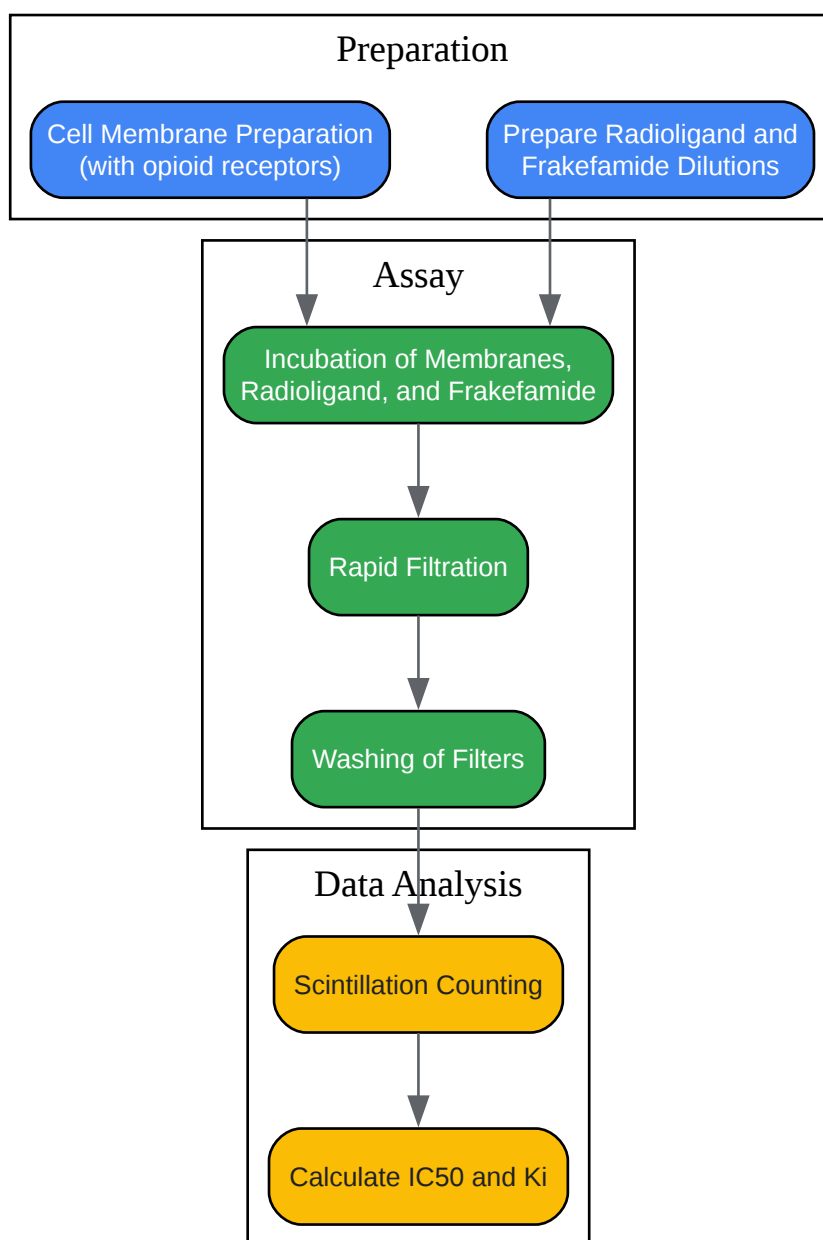 Preparation
Cell Membrane Preparation
(with opioid receptors)
Prepare Radioligand and
Frakefamide Dilutions
Assay
Incubation of Membranes,
Radioligand, and Frakefamide
Rapid Filtration
Washing of Filters
Data Analysis
Scintillation Counting
Calculate IC50 and Ki